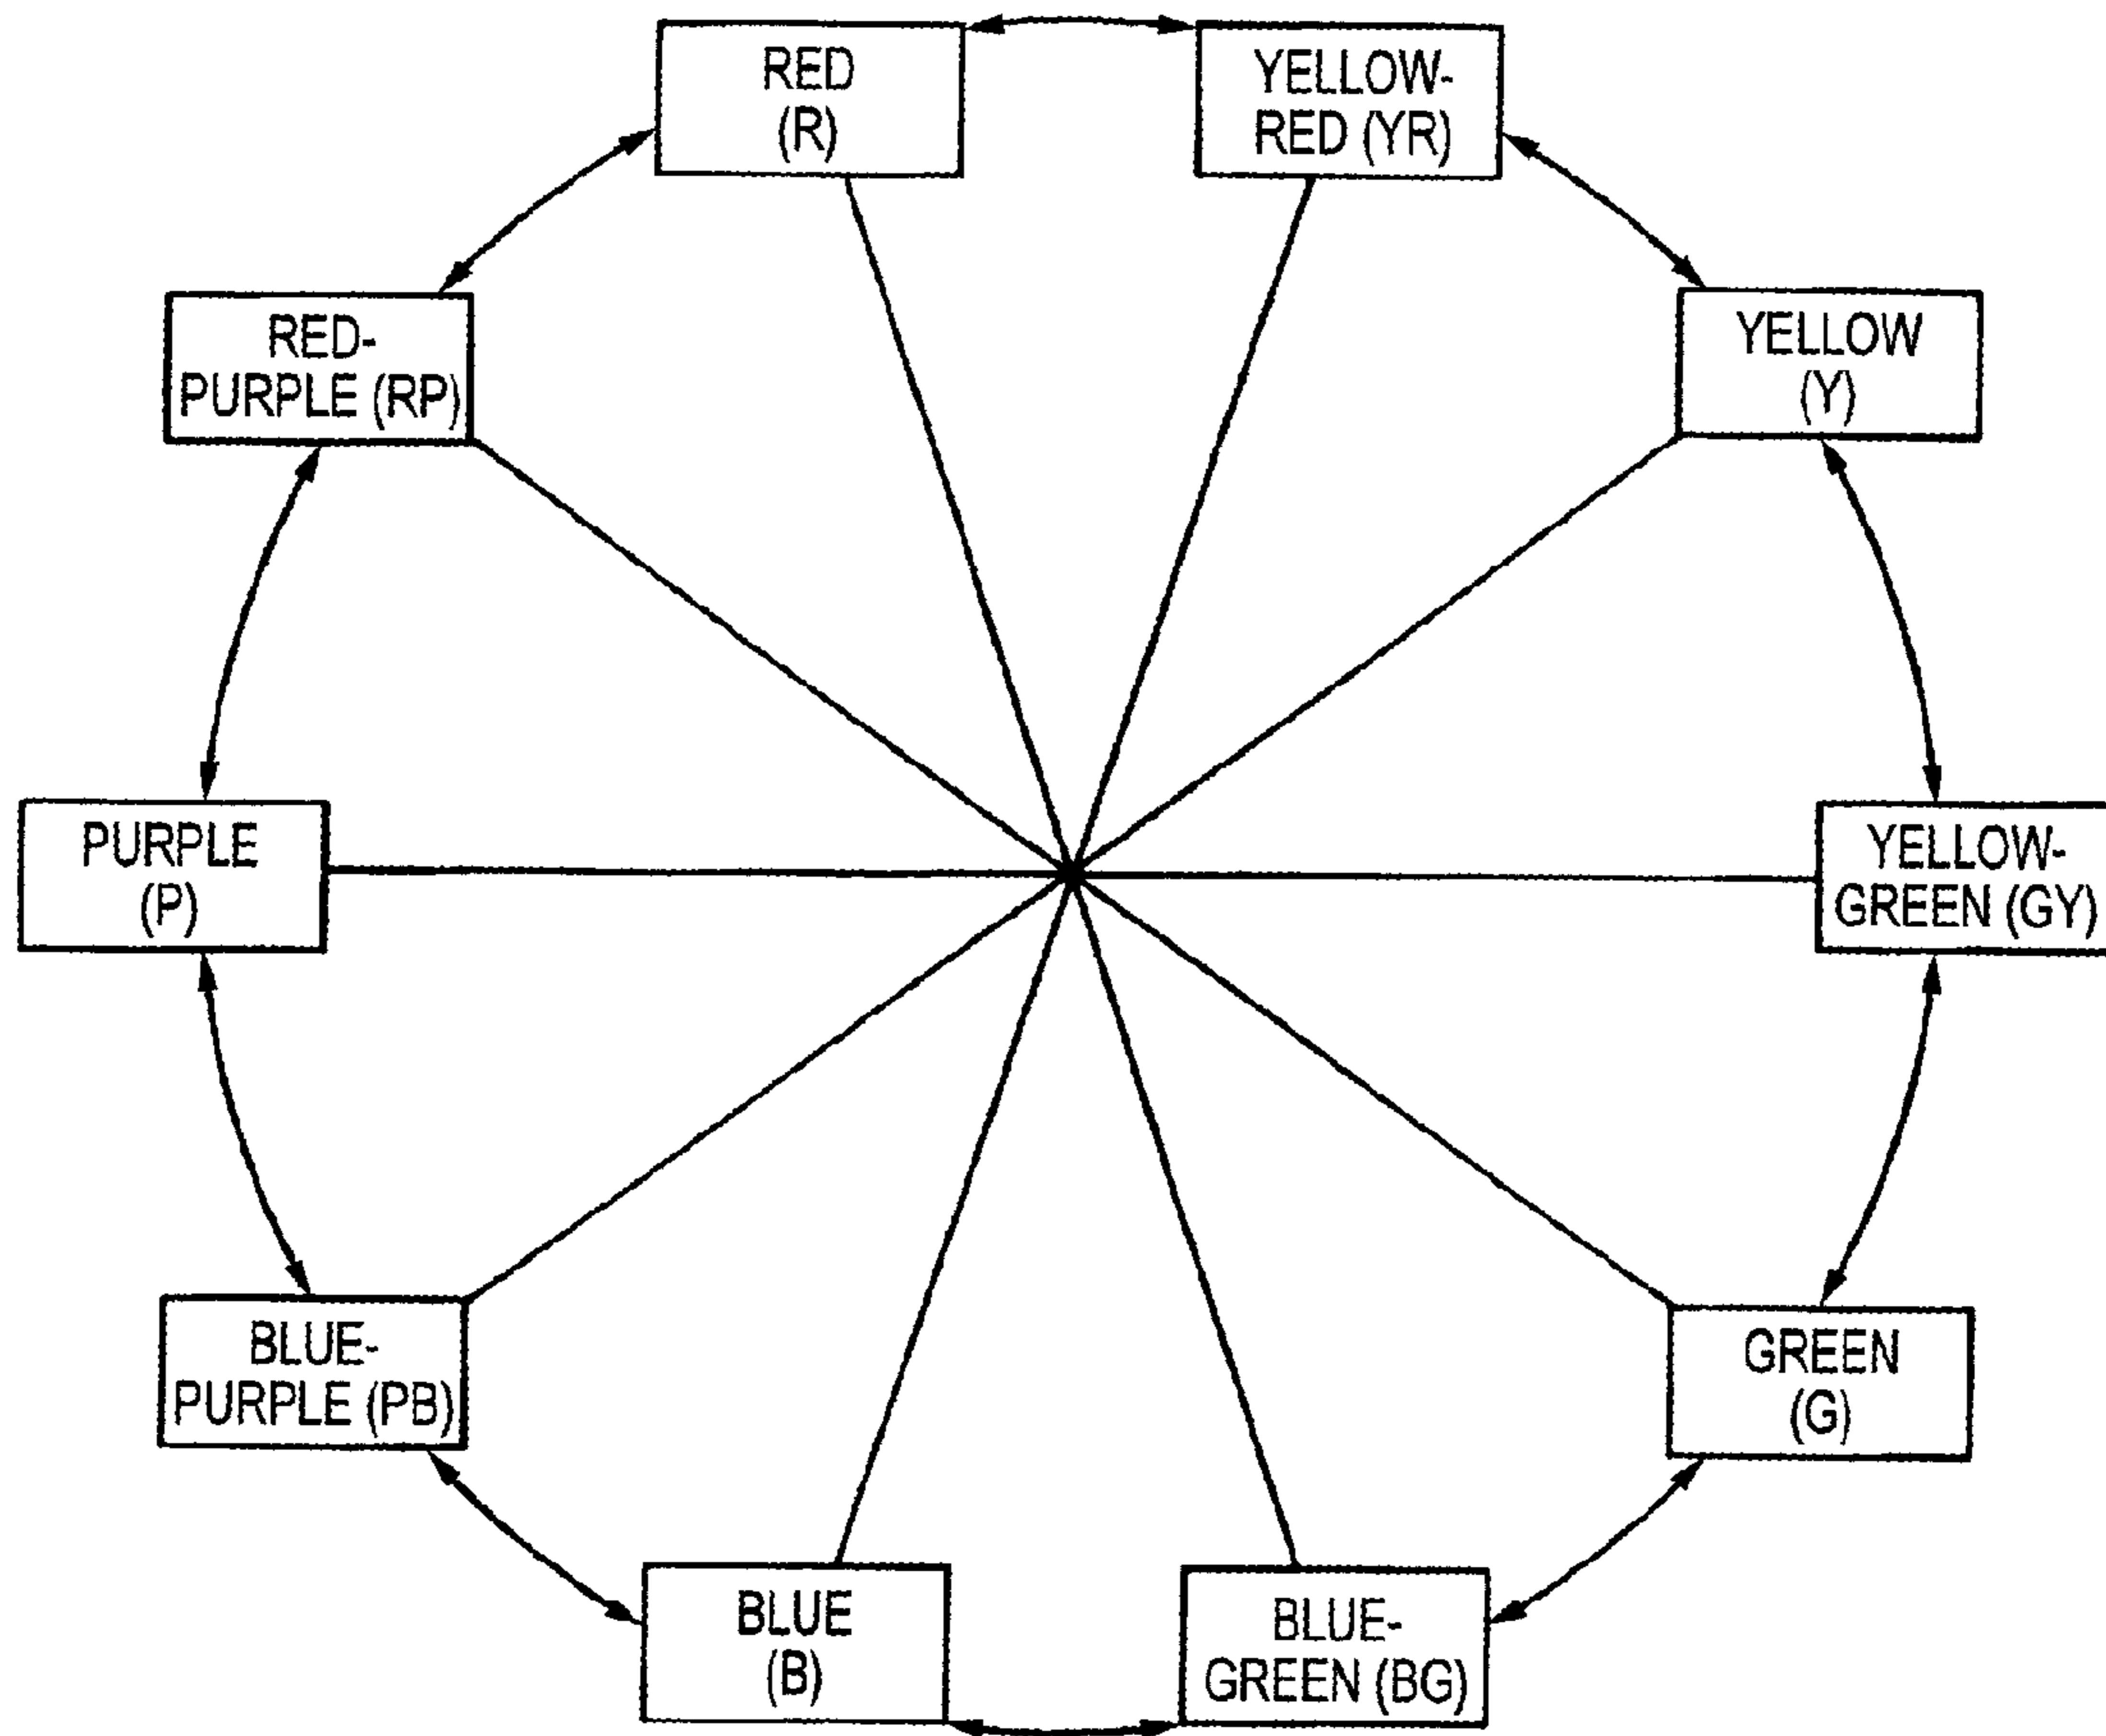 RED
(R)
YELLOW-
RED (YR)
RED-
PURPLE (RP)
YELLOW
(Y)
PURPLE
(P)
YELLOW-
GREEN (GY)
BLUE-
PURPLE (PB)
GREEN
(G)
BLUE
(B)
BLUE-
GREEN (BG)